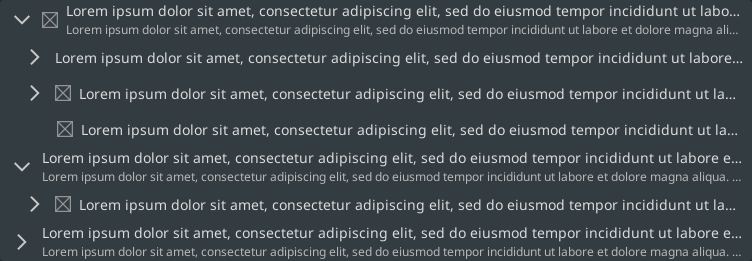 Lorem ipsum dolor sit amet, consectetur adipiscing elit, sed do eiusmod tempor incididunt ut labo...
Lorem ipsum dolor sit amet, consectetur adipiscing elit, sed do eiusmod tempor incididunt ut labore et dolore magna ali...
Lorem ipsum dolor sit amet, consectetur adipiscing elit, sed do eiusmod tempor incididunt ut labore...
Lorem ipsum dolor sit amet, consectetur adipiscing elit, sed do eiusmod tempor incididunt ut la...
Lorem ipsum dolor sit amet, consectetur adipiscing elit, sed do eiusmod tempor incididunt ut la...
Lorem ipsum dolor sit amet, consectetur adipiscing elit, sed do eiusmod tempor incididunt ut labore e...
Lorem ipsum dolor sit amet, consectetur adipiscing elit, sed do eiusmod tempor incididunt ut labore et dolore magna aliqua. ...
Lorem ipsum dolor sit amet, consectetur adipiscing elit, sed do eiusmod tempor incididunt ut la...
Lorem ipsum dolor sit amet, consectetur adipiscing elit, sed do eiusmod tempor incididunt ut labore e...
Lorem ipsum dolor sit amet, consectetur adipiscing elit, sed do eiusmod tempor incididunt ut labore et dolore magna aliqua. ...